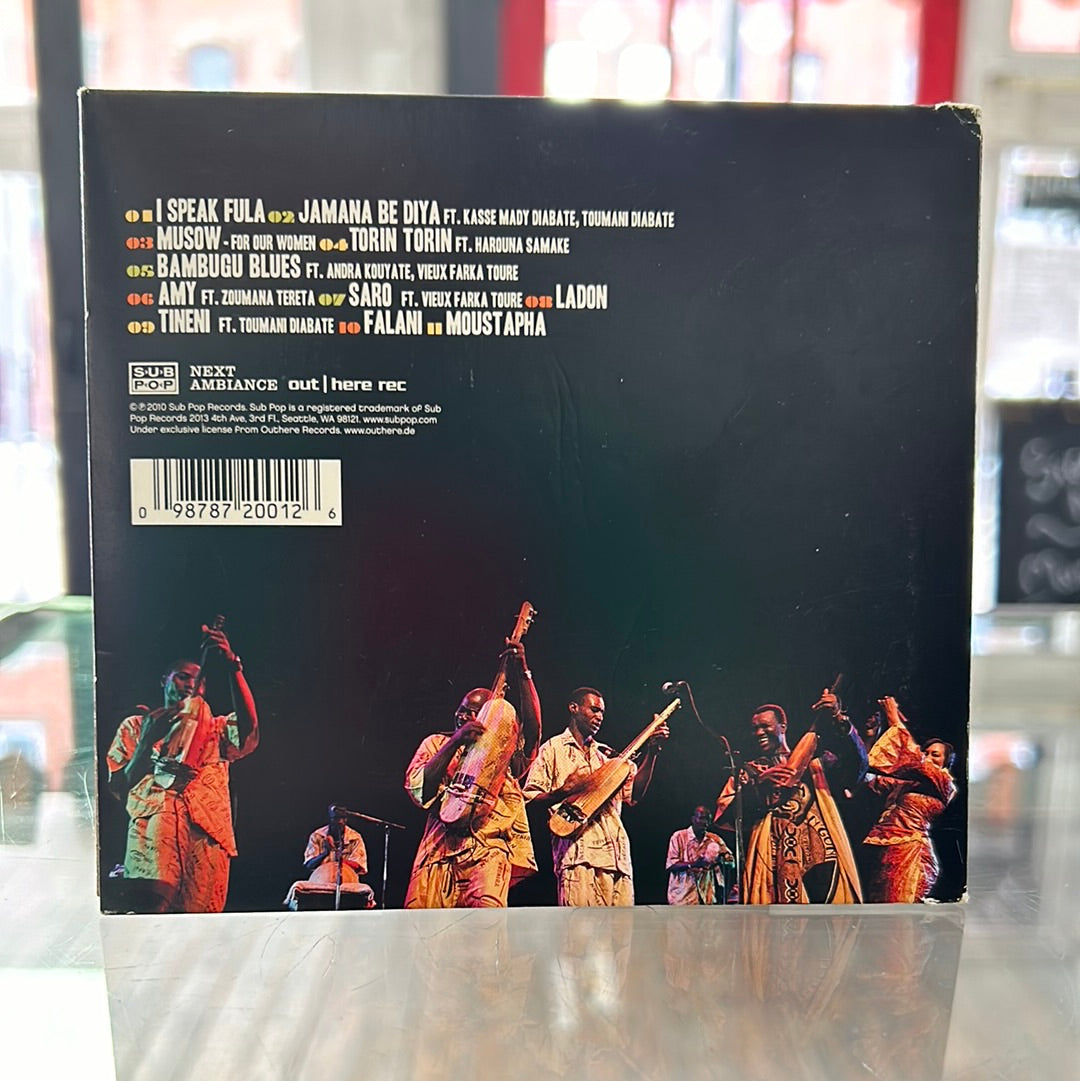 01 I SPEAK FULA 02 JAMANA BE DIYA FT. KASSE MADY DIABATE, TOUMANI DIABATE
03 MUSOW - FOR OUR WOMEN 04 TORIN TORIN FT. HAROUNA SAMAKE
05 BAMBUGU BLUES FT. ANDRA KOUYATE, VIEUX FARKA TOURE
06 AMY FT. ZOUMANA TERETA 07 SARO FT. VIEUX FARKA TOURE 08 LADON
09 TINENI FT. TOUMANI DIABATE 10 FALANI 11 MOUSTAPHA
SUB
POP
NEXT
AMBIANCE out | here rec
©℗ 2010 Sub Pop Records. Sub Pop is a registered trademark of Sub
Pop Records 2013 4th Ave, 3rd Fl., Seattle, WA 98121. www.subpop.com
Under exclusive license from Outhere Records. www.outhere.de
0 98787 20012 6